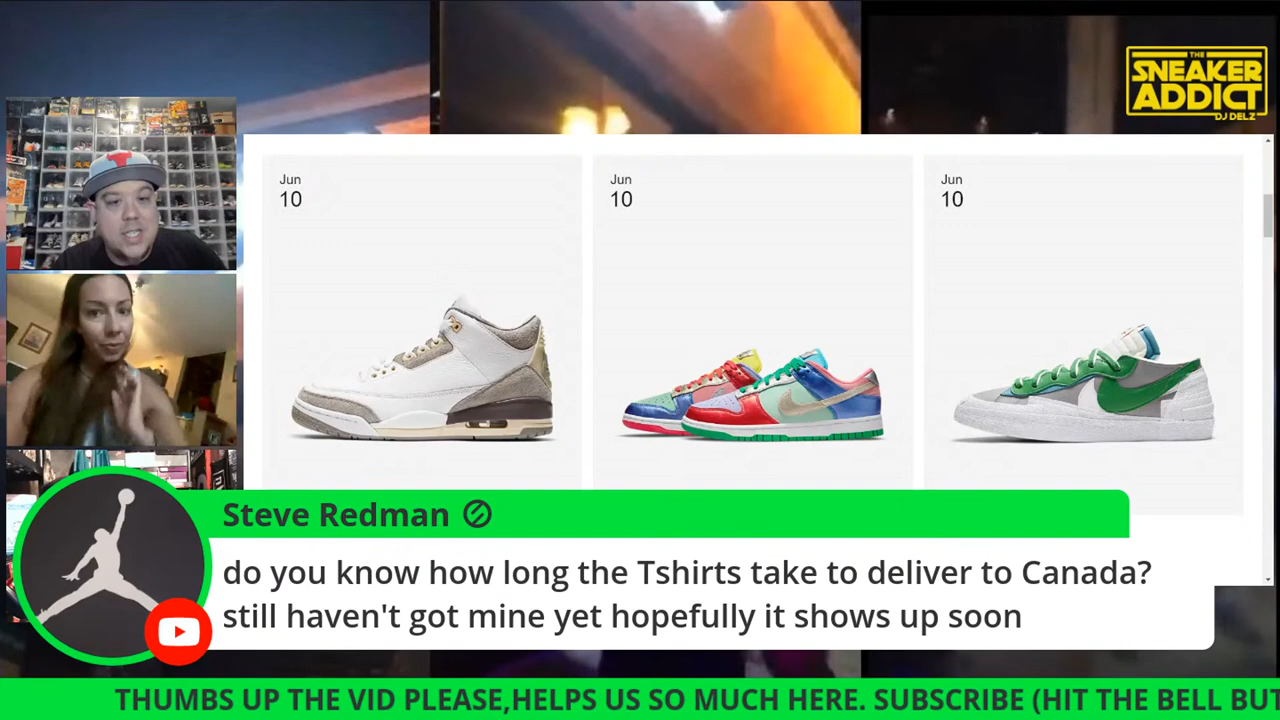 THE
SNEAKER
ADDICT
DJ DELZ
Jun
10
Jun
10
Jun
10
Steve Redman
do you know how long the Tshirts take to deliver to Canada?
still haven't got mine yet hopefully it shows up soon
THUMBS UP THE VID PLEASE,HELPS US SO MUCH HERE. SUBSCRIBE (HIT THE BELL BUT